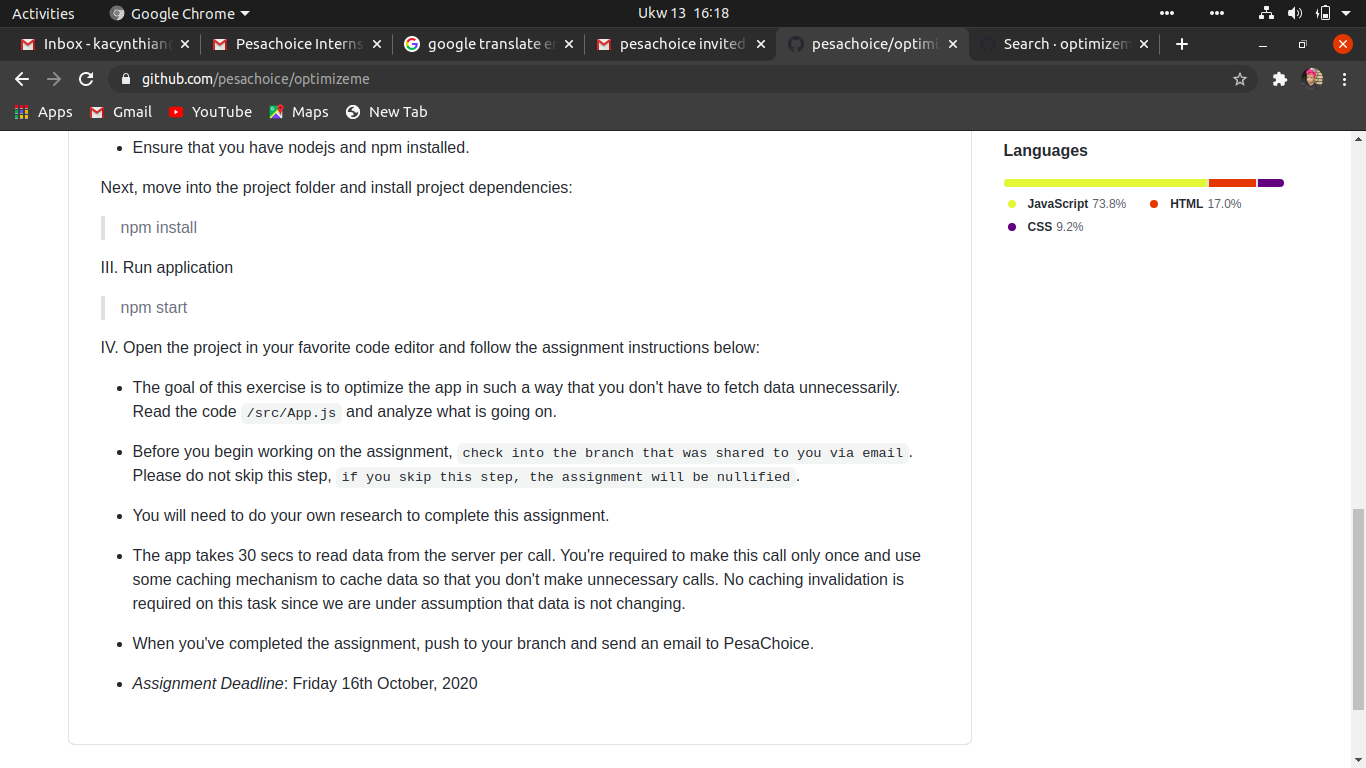 Activities Google Chrome Ukw 13 16:18
Inbox - kacynthian Pesachoice Interns google translate e pesachoice invited pesachoice/optimi Search · optimizem
github.com/pesachoice/optimizeme
Apps Gmail YouTube Maps New Tab
Ensure that you have nodejs and npm installed.
Next, move into the project folder and install project dependencies:
npm install
III. Run application
npm start
IV. Open the project in your favorite code editor and follow the assignment instructions below:
The goal of this exercise is to optimize the app in such a way that you don't have to fetch data unnecessarily.
Read the code /src/App.js and analyze what is going on.
Before you begin working on the assignment, check into the branch that was shared to you via email.
Please do not skip this step, if you skip this step, the assignment will be nullified.
You will need to do your own research to complete this assignment.
The app takes 30 secs to read data from the server per call. You're required to make this call only once and use
some caching mechanism to cache data so that you don't make unnecessary calls. No caching invalidation is
required on this task since we are under assumption that data is not changing.
When you've completed the assignment, push to your branch and send an email to PesaChoice.
Assignment Deadline: Friday 16th October, 2020
Languages
JavaScript 73.8% HTML 17.0%
CSS 9.2%